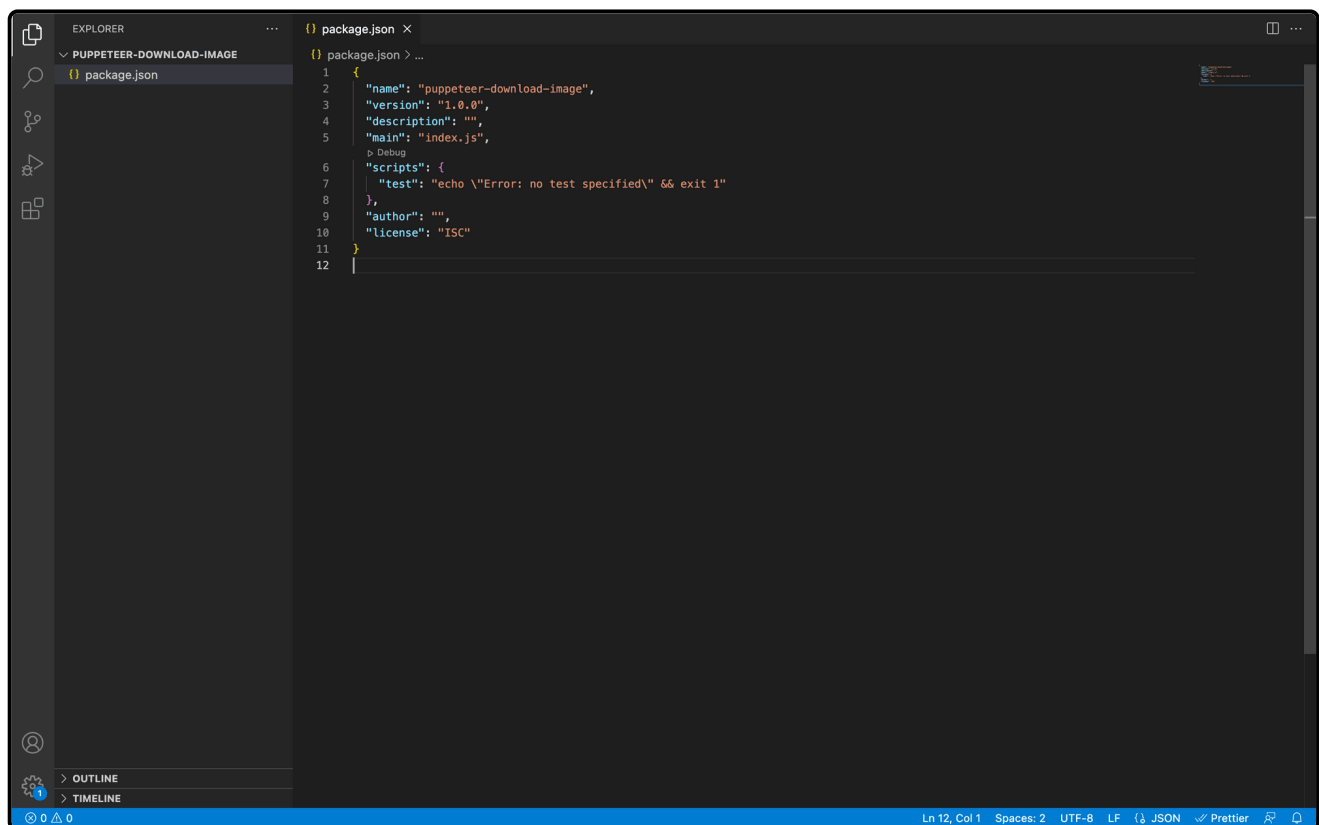 EXPLORER
PUPPETEER-DOWNLOAD-IMAGE
{} package.json
{} package.json ×
{} package.json > ...
1 {
2 "name": "puppeteer-download-image",
3 "version": "1.0.0",
4 "description": "",
5 "main": "index.js",
Debug
6 "scripts": {
7 "test": "echo \"Error: no test specified\" && exit 1"
8 },
9 "author": "",
10 "license": "ISC"
11 }
12
OUTLINE
1
TIMELINE
0 0
Ln 12, Col 1 Spaces: 2 UTF-8 LF {} JSON Prettier